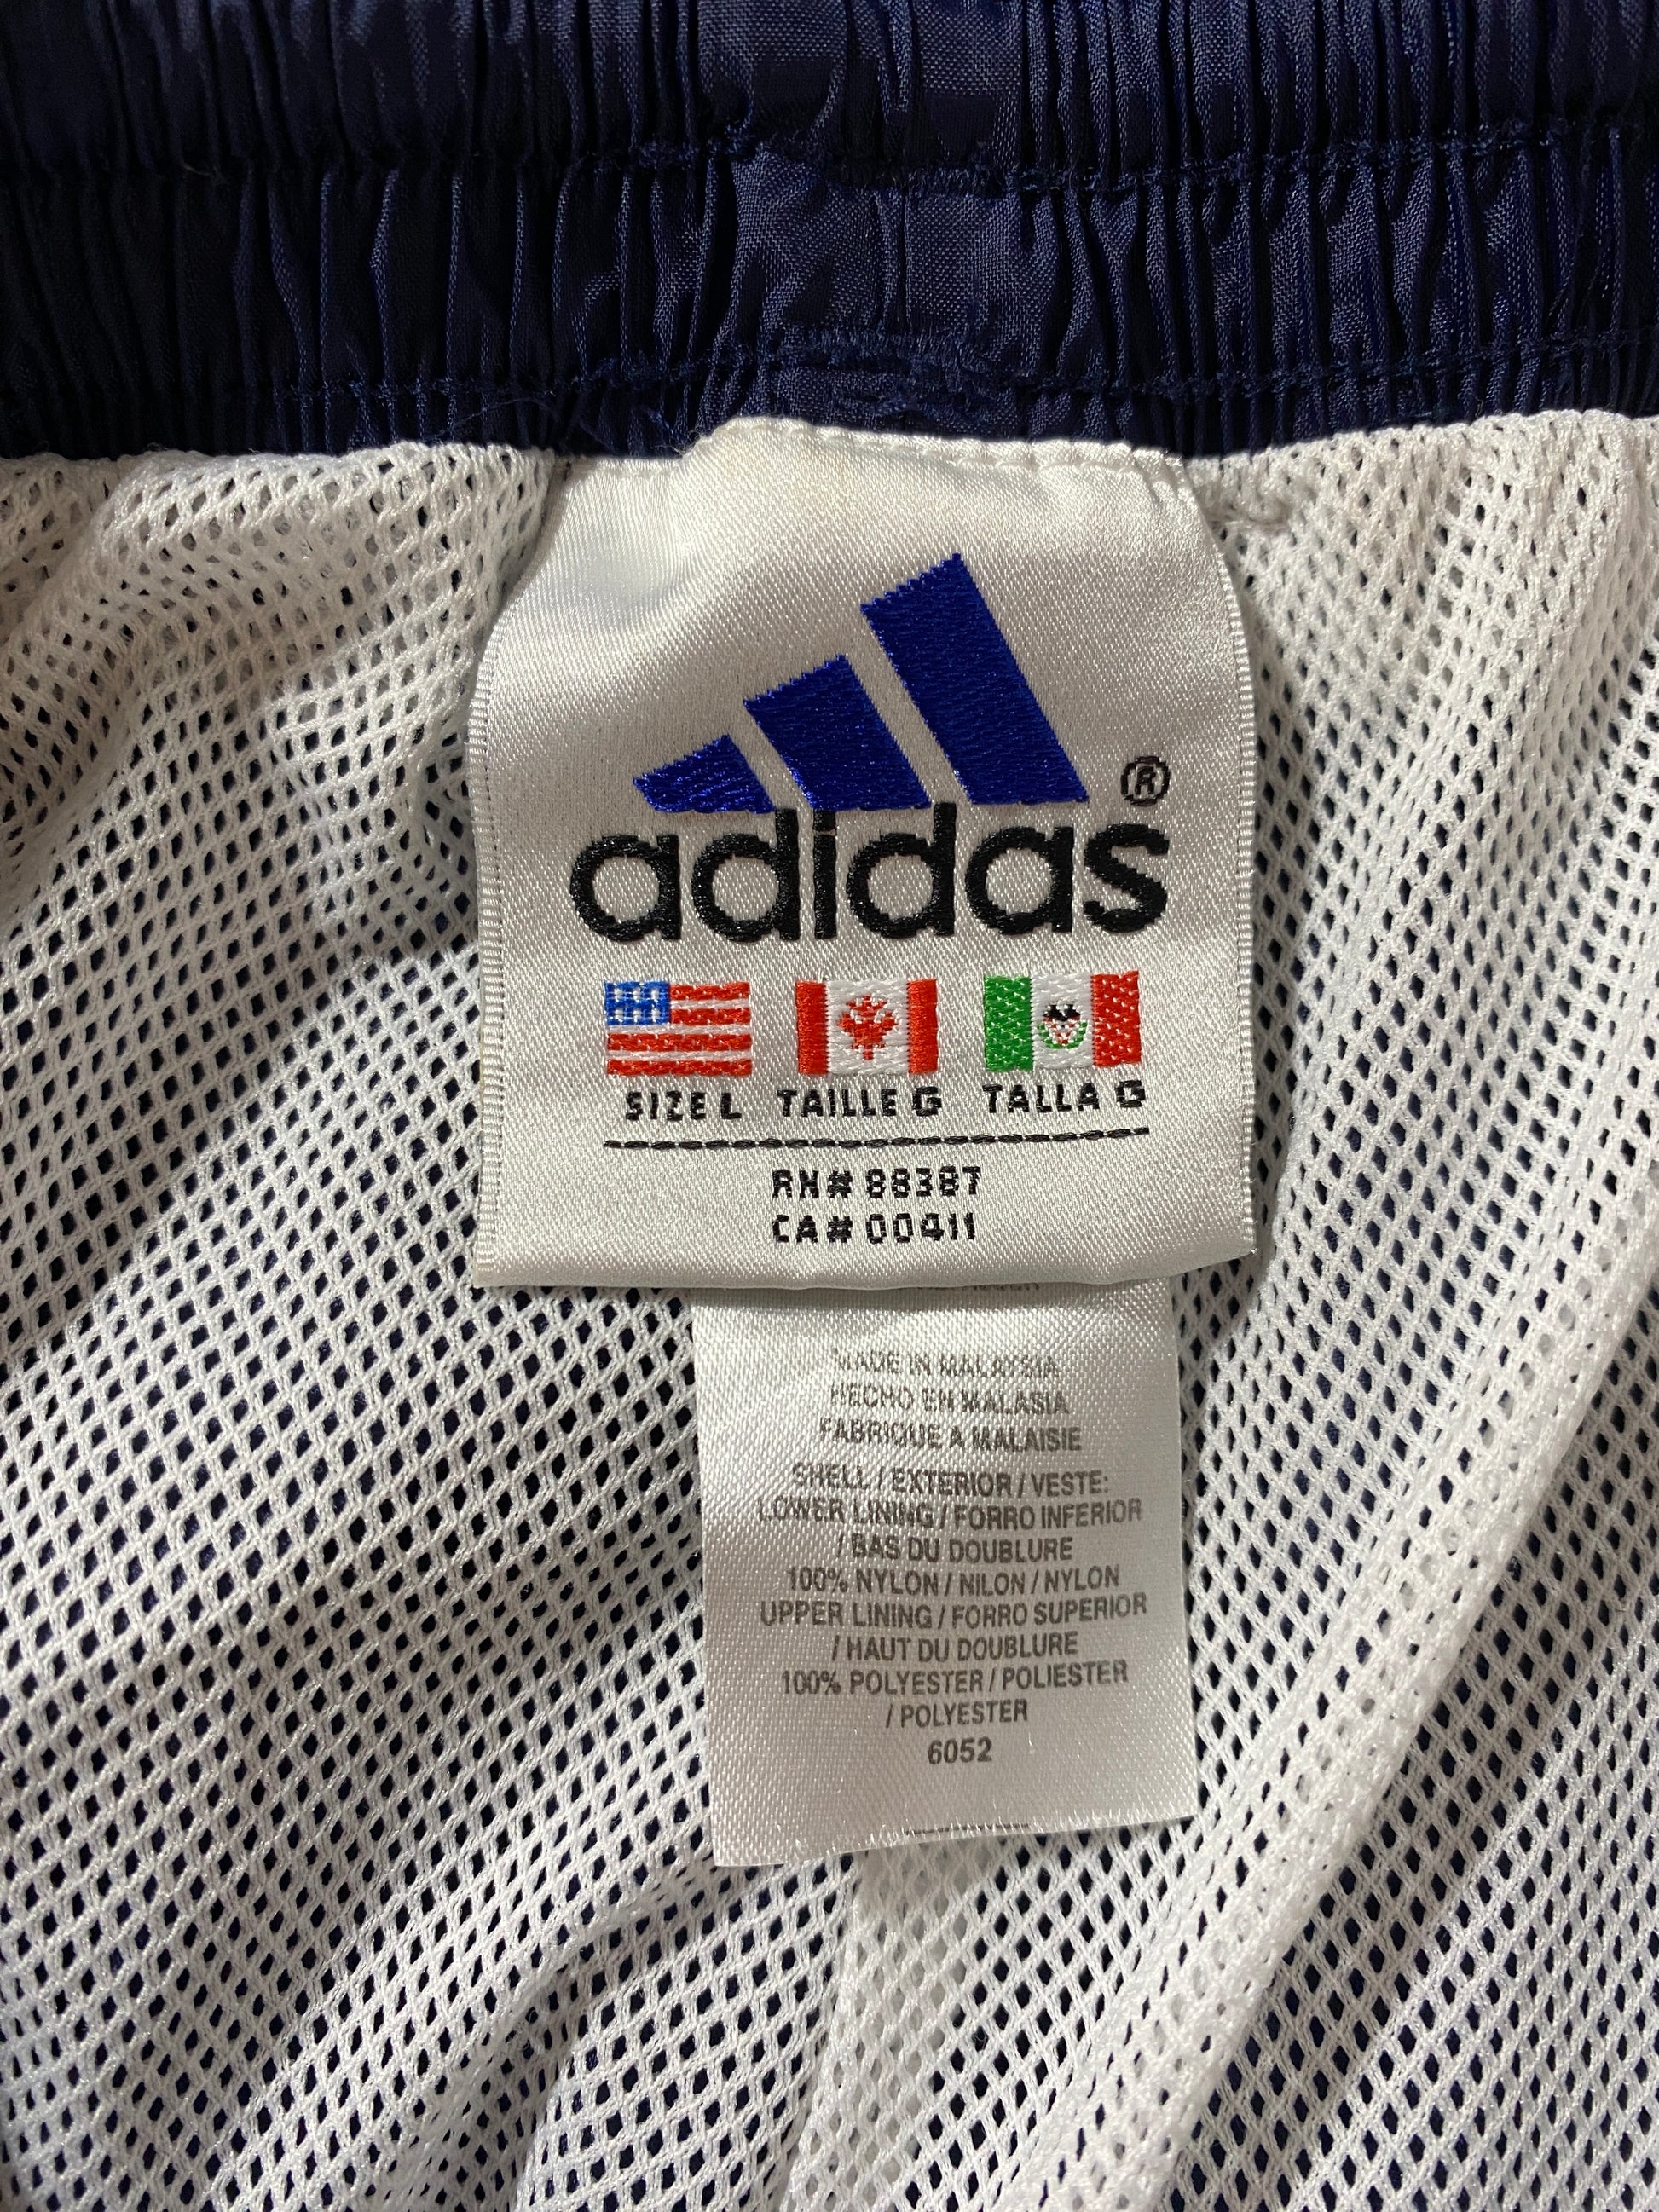 ®
adidas
SIZE L TAILLE G TALLA G
RN# 88387
CA# 00411
MADE IN MALAYSIA
HECHO EN MALASIA
FABRIQUE A MALAISIE
SHELL / EXTERIOR / VESTE:
LOWER LINING / FORRO INFERIOR
/ BAS DU DOUBLURE
100% NYLON / NILON / NYLON
UPPER LINING / FORRO SUPERIOR
/ HAUT DU DOUBLURE
100% POLYESTER / POLIESTER
/ POLYESTER
6052